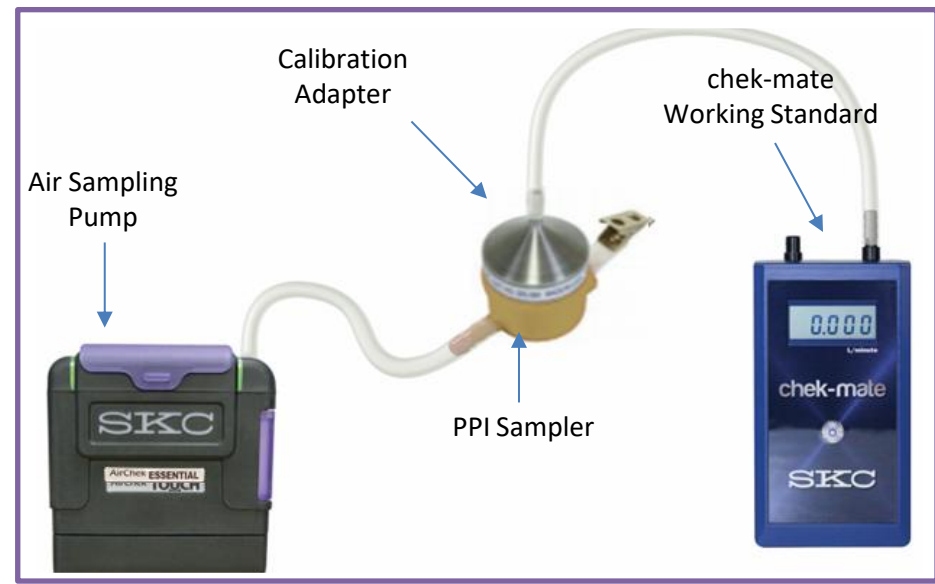 Calibration
Adapter
chek-mate
Working Standard
Air Sampling
Pump
PPI Sampler
SKC
AirChek ESSENTIAL
AirChek TOUCH
0.000
L/minute
chek-mate
SKC